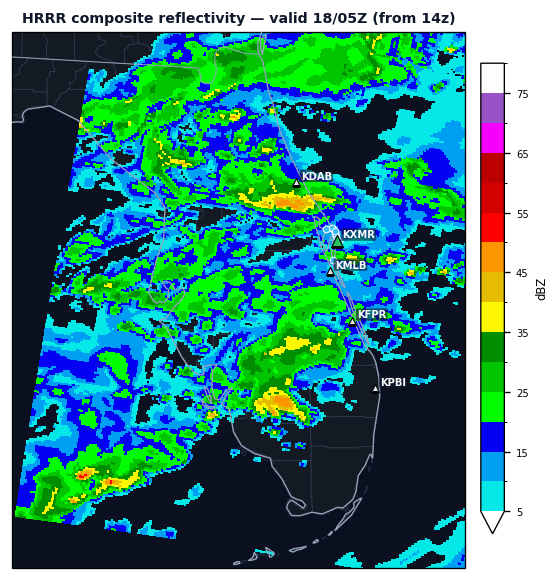 HRRR composite reflectivity — valid 18/05Z (from 14z)
KDAB
KXMR
KMLB
KFPR
KPBI
75
65
55
45
35
25
15
5
dBZ